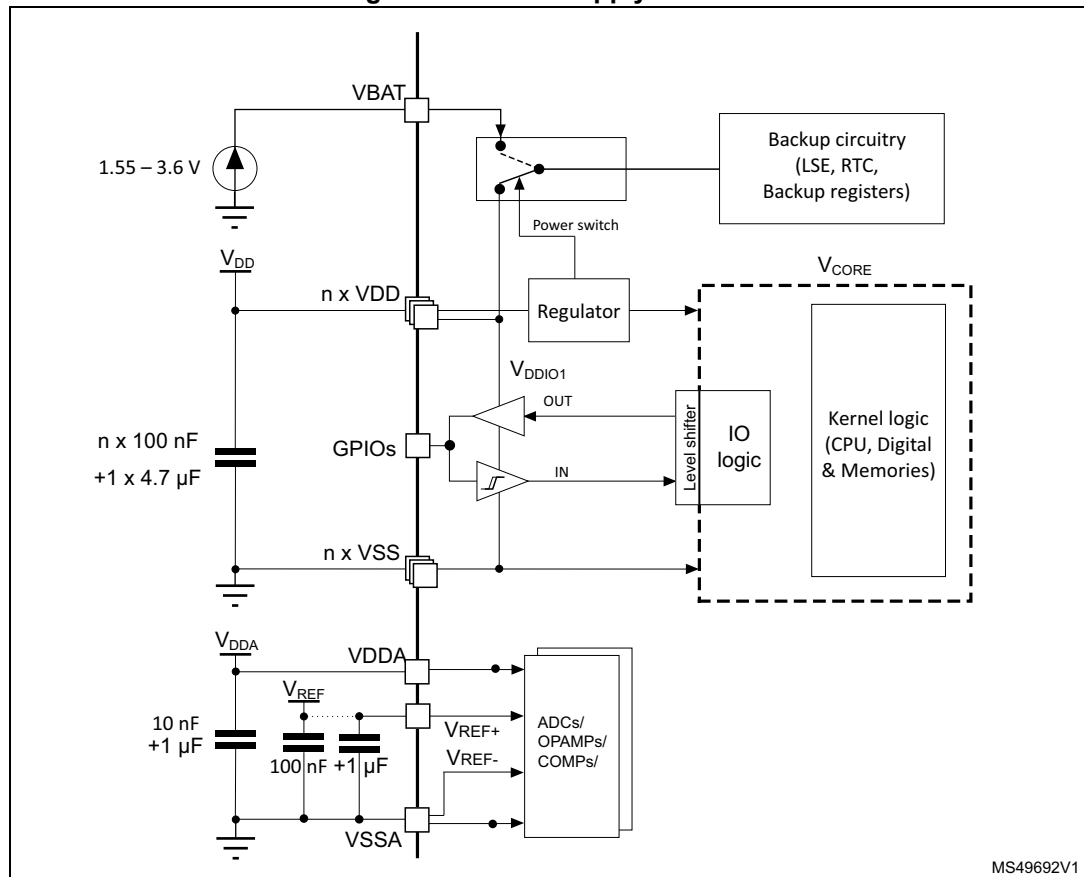 VBAT
1.55 – 3.6 V
Backup circuitry
(LSE, RTC,
Backup registers)
Power switch
VDD
n x VDD
Regulator
VCORE
VDDIO1
OUT
GPIOs
IN
Level shifter
IO
logic
Kernel logic
(CPU, Digital
& Memories)
n x 100 nF
+1 x 4.7 µF
n x VSS
VDDA
VDDA
VREF
10 nF
+1 µF
100 nF
+1 µF
VREF+
VREF-
ADCs/
OPAMPs/
COMPs/
VSSA
MS49692V1